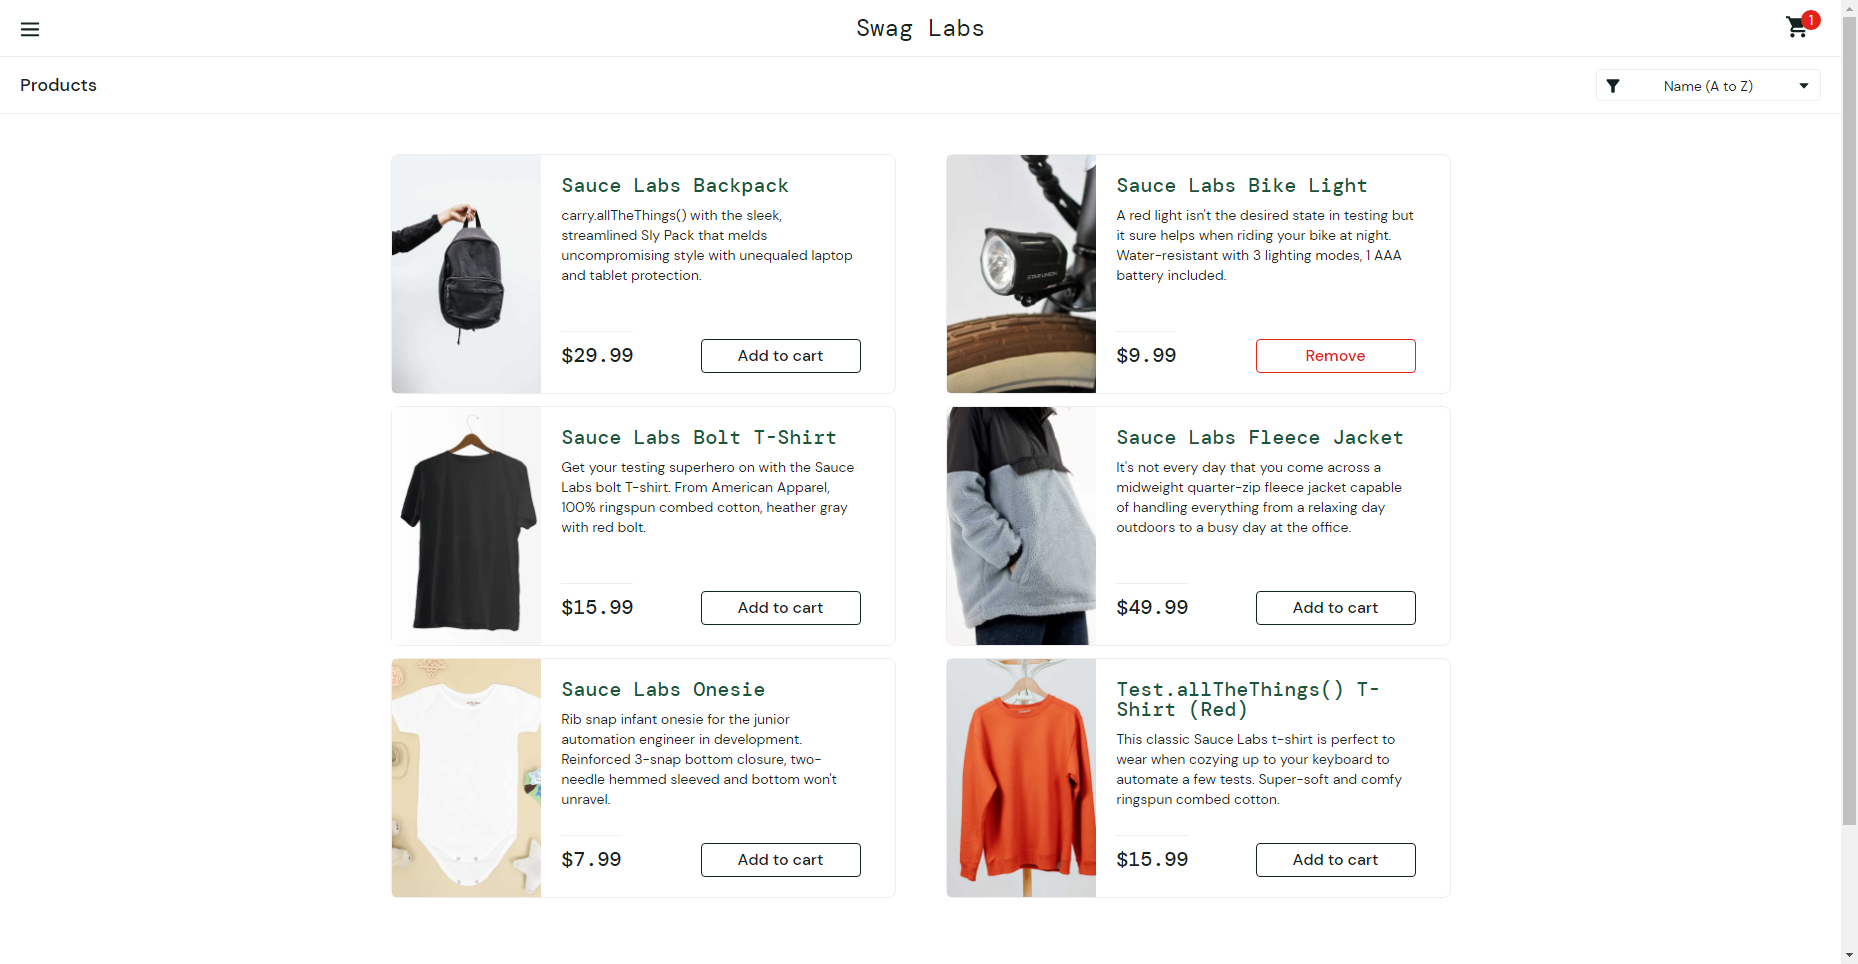 Swag Labs
1
Products
Name (A to Z)
Sauce Labs Backpack
carry.allTheThings() with the sleek,
streamlined Sly Pack that melds
uncompromising style with unequaled laptop
and tablet protection.
$29.99
Add to cart
Sauce Labs Bike Light
A red light isn't the desired state in testing but
it sure helps when riding your bike at night.
Water-resistant with 3 lighting modes, 1 AAA
battery included.
$9.99
Remove
STAR UNION
Sauce Labs Bolt T-Shirt
Get your testing superhero on with the Sauce
Labs bolt T-shirt. From American Apparel,
100% ringspun combed cotton, heather gray
with red bolt.
$15.99
Add to cart
Sauce Labs Fleece Jacket
It's not every day that you come across a
midweight quarter-zip fleece jacket capable
of handling everything from a relaxing day
outdoors to a busy day at the office.
$49.99
Add to cart
Sauce Labs Onesie
Rib snap infant onesie for the junior
automation engineer in development.
Reinforced 3-snap bottom closure, two-
needle hemmed sleeved and bottom won't
unravel.
$7.99
Add to cart
Test.allTheThings() T-
Shirt (Red)
This classic Sauce Labs t-shirt is perfect to
wear when cozying up to your keyboard to
automate a few tests. Super-soft and comfy
ringspun combed cotton.
$15.99
Add to cart